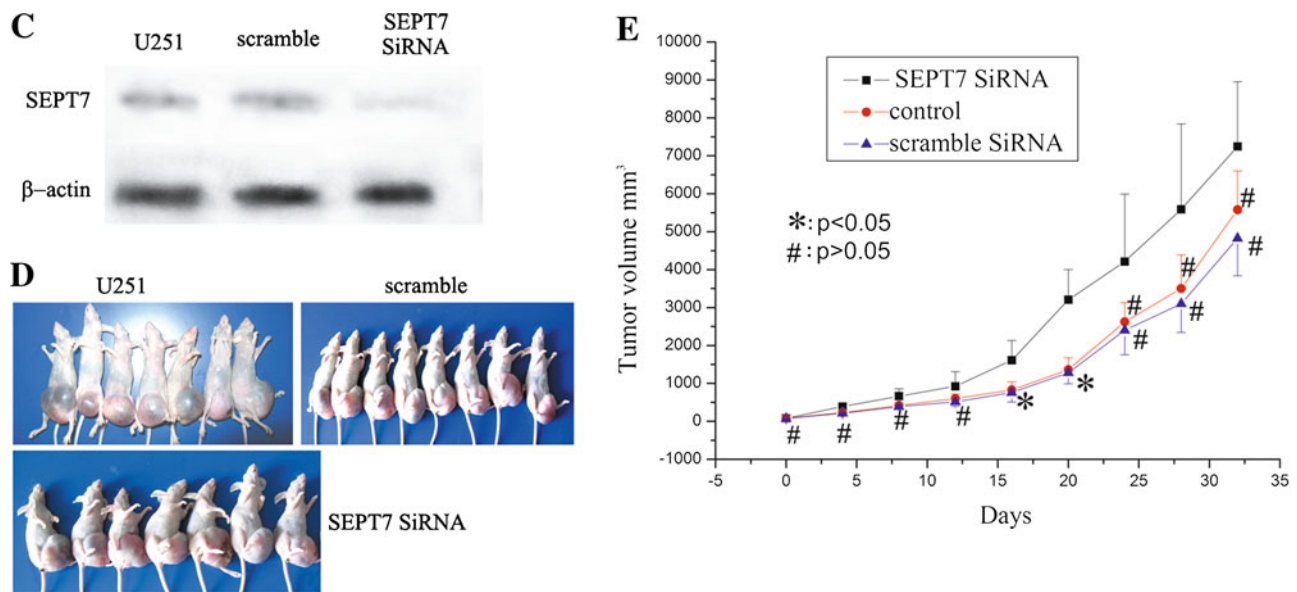 C
U251
scramble
SEPT7
SiRNA
SEPT7
β-actin
D
U251
scramble
SEPT7 SiRNA
E
10000
9000
8000
7000
6000
5000
4000
3000
2000
1000
0
-1000
Tumor volume mm³
SEPT7 SiRNA
control
scramble SiRNA
*: p<0.05
#: p>0.05
#
#
#
#
#
#
#
#
*
*
#
#
-5
0
5
10
15
20
25
30
35
Days